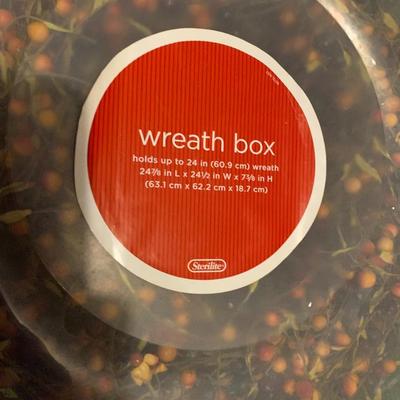 wreath box
holds up to 24 in (60.9 cm) wreath
24⅞ in L x 24½ in W x 7⅜ in H
(63.1 cm x 62.2 cm x 18.7 cm)
Sterilite